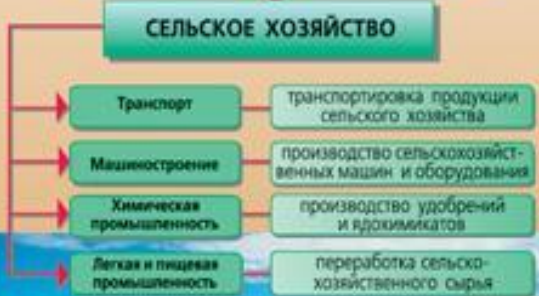 СЕЛЬСКОЕ ХОЗЯЙСТВО
Транспорт
транспортировка продукции
сельского хозяйства
Машиностроение
производство сельскохозяйст-
венных машин и оборудования
Химическая
промышленность
производство удобрений
и ядохимикатов
Легкая и пищевая
промышленность
переработка сельско-
хозяйственного сырья